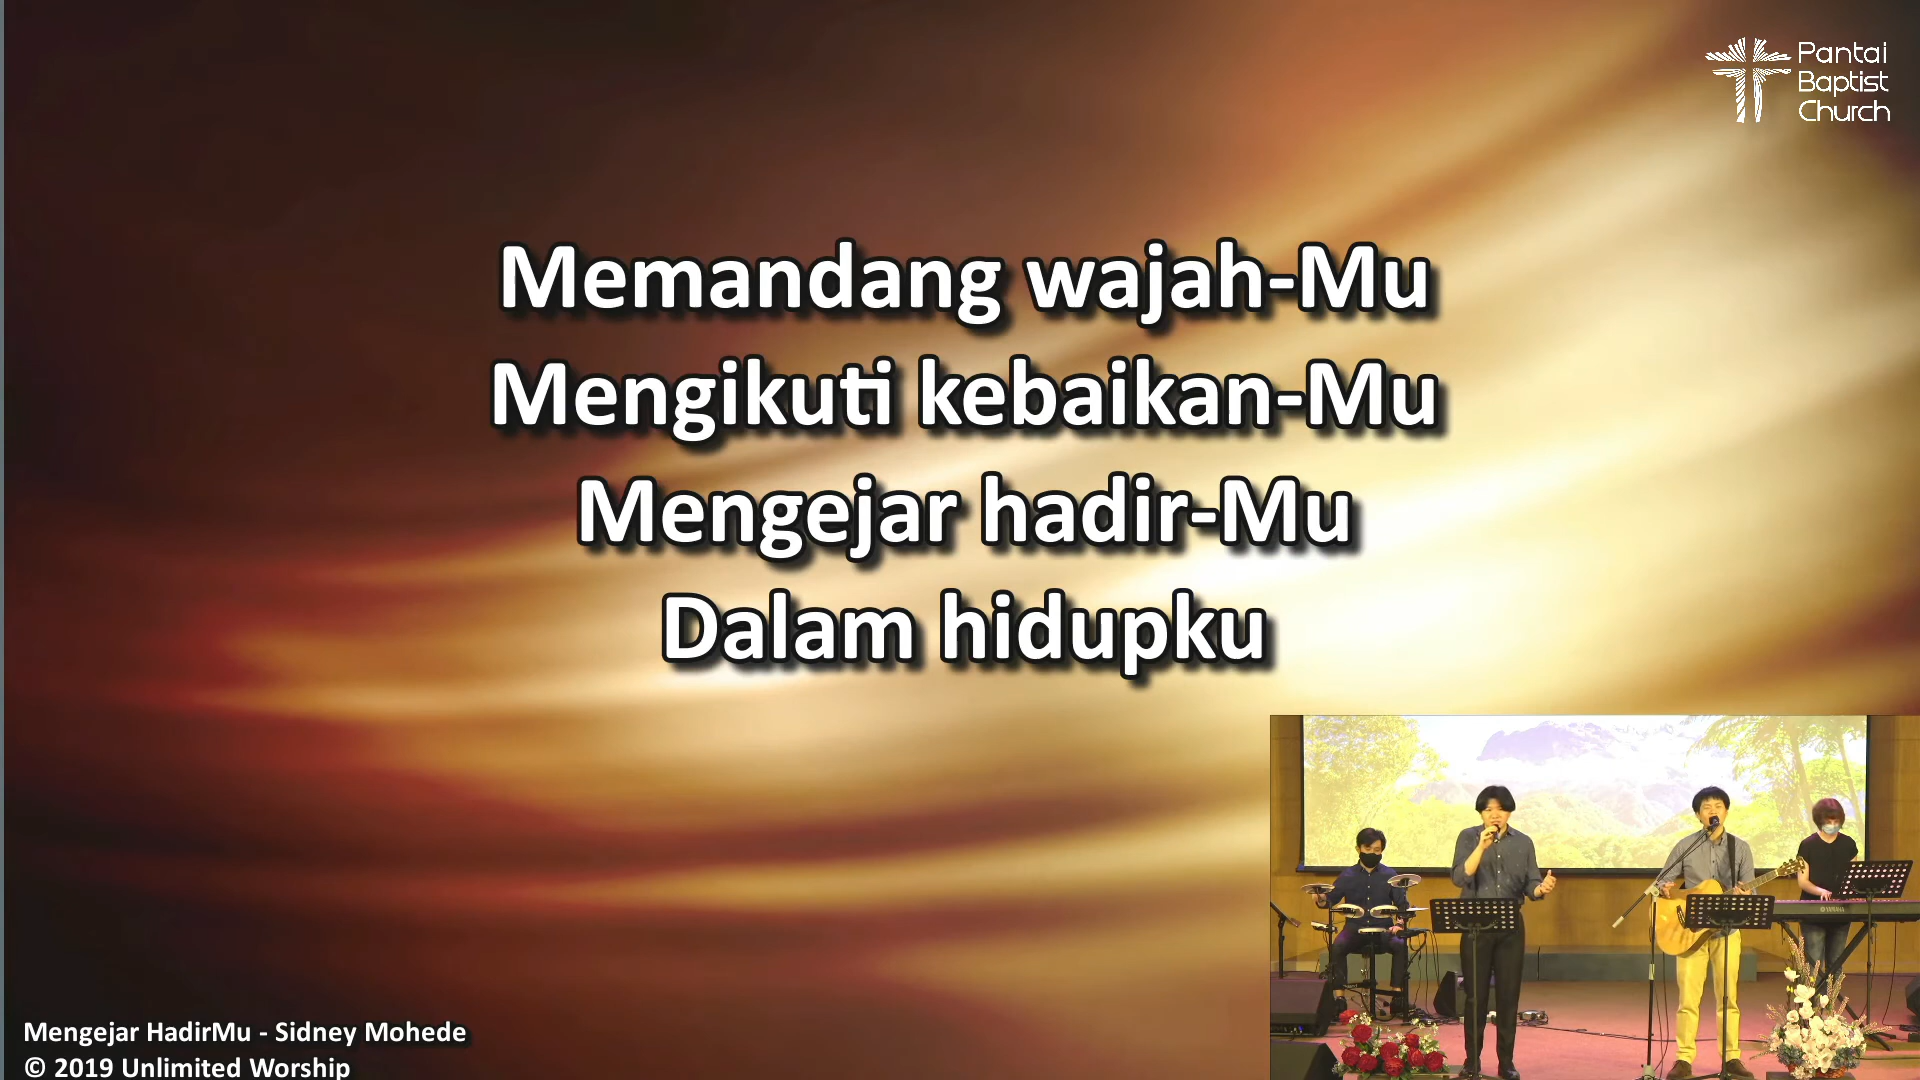 Pantai
Baptist
Church
Memandang wajah-Mu
Mengikuti kebaikan-Mu
Mengejar hadir-Mu
Dalam hidupku
YAMAHA
Mengejar HadirMu - Sidney Mohede
© 2019 Unlimited Worship